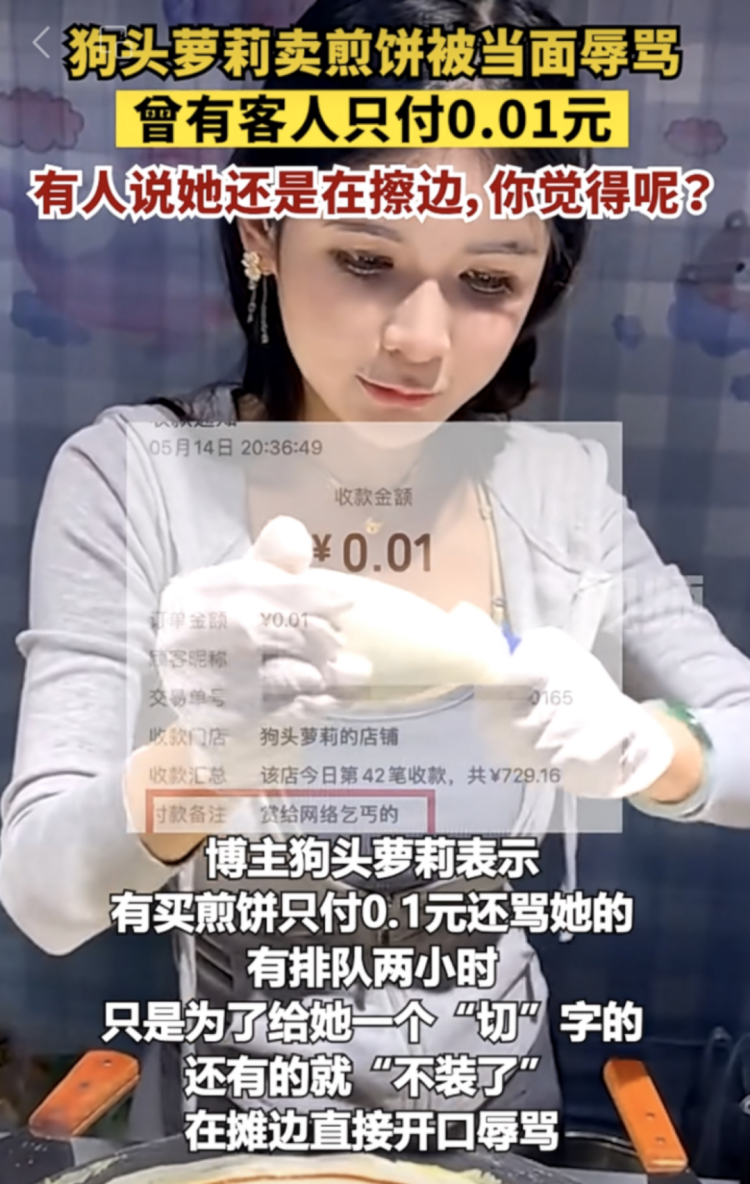 狗头萝莉卖煎饼被当面辱骂
曾有客人只付0.01元
有人说她还是在擦边,你觉得呢?
05月14日 20:36:49
收款金额
¥0.01
订单金额 ¥0.01
顾客昵称
交易单号 0165
收款门店 狗头萝莉的店铺
收款汇总 该店今日第42笔收款,共¥729.16
付款备注 赏给网络乞丐的
博主狗头萝莉表示
有买煎饼只付0.1元还骂她的
有排队两小时
只是为了给她一个“切”字的
还有的就“不装了”
在摊边直接开口辱骂